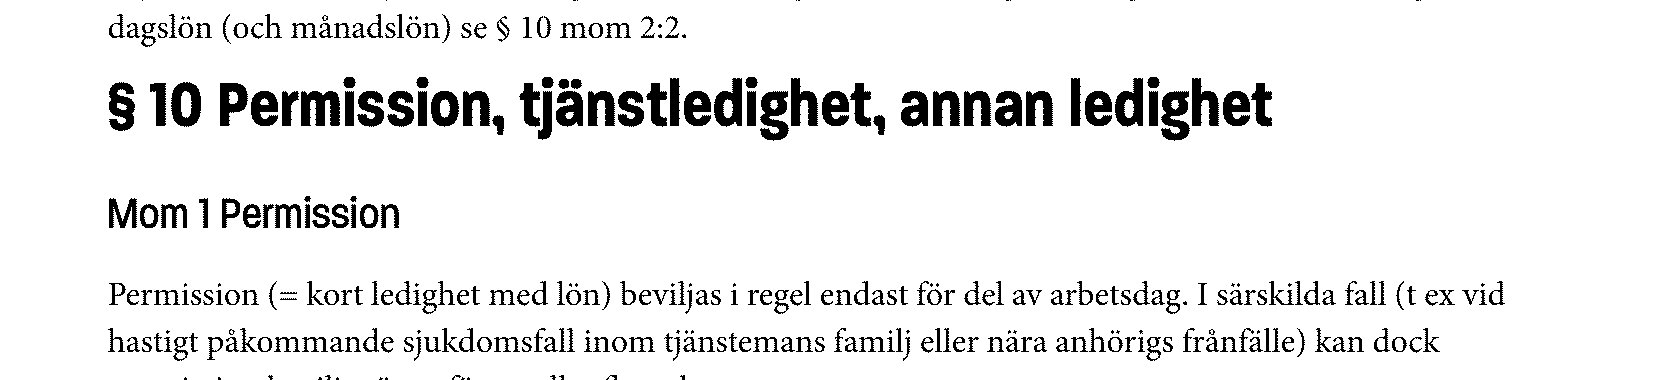 dagslön (och månadslön) se § 10 mom 2:2.
§ 10 Permission, tjänstledighet, annan ledighet
Mom 1 Permission
Permission (= kort ledighet med lön) beviljas i regel endast för del av arbetsdag. I särskilda fall (t ex vid
hastigt påkommande sjukdomsfall inom tjänstemans familj eller nära anhörigs frånfälle) kan dock